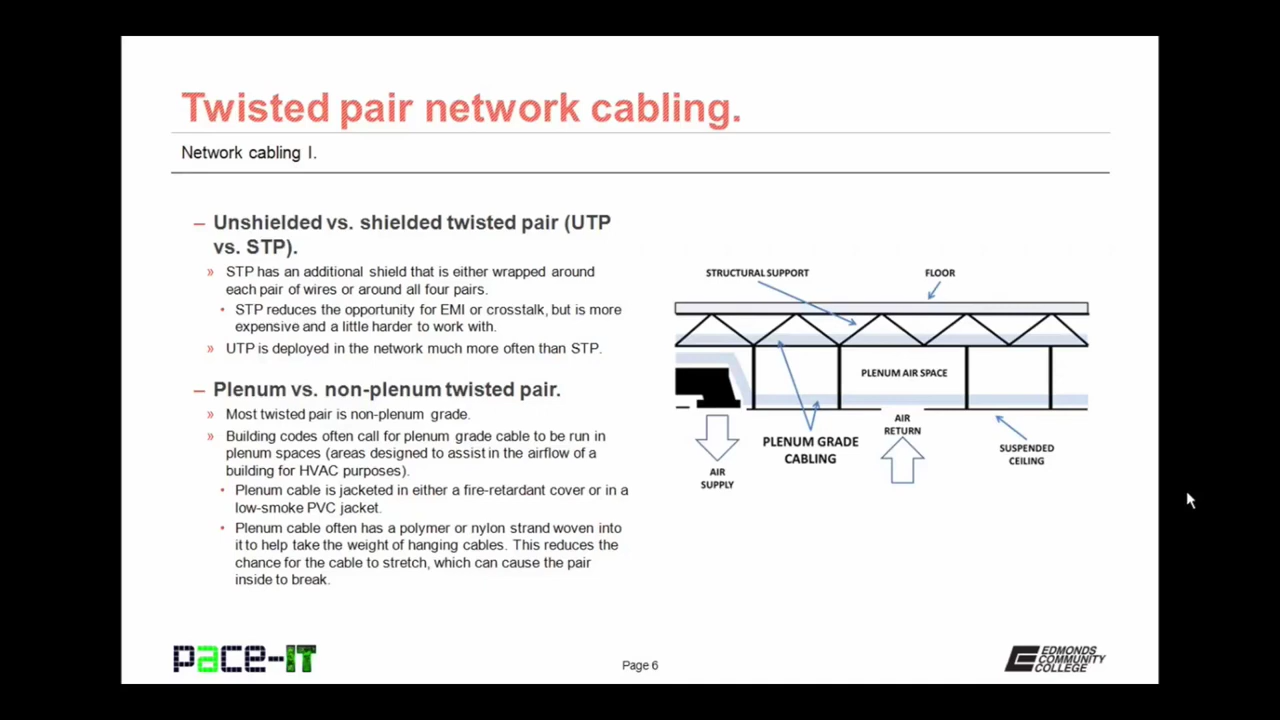 Twisted pair network cabling.
Network cabling I.
– Unshielded vs. shielded twisted pair (UTP
vs. STP).
» STP has an additional shield that is either wrapped around
each pair of wires or around all four pairs.
• STP reduces the opportunity for EMI or crosstalk, but is more
expensive and a little harder to work with.
» UTP is deployed in the network much more often than STP.
– Plenum vs. non-plenum twisted pair.
» Most twisted pair is non-plenum grade.
» Building codes often call for plenum grade cable to be run in
plenum spaces (areas designed to assist in the airflow of a
building for HVAC purposes).
• Plenum cable is jacketed in either a fire-retardant cover or in a
low-smoke PVC jacket.
• Plenum cable often has a polymer or nylon strand woven into
it to help take the weight of hanging cables. This reduces the
chance for the cable to stretch, which can cause the pair
inside to break.
STRUCTURAL SUPPORT
FLOOR
PLENUM AIR SPACE
AIR
RETURN
PLENUM GRADE
CABLING
SUSPENDED
CEILING
AIR
SUPPLY
pace-IT
Page 6
EDMONDS
COMMUNITY
COLLEGE